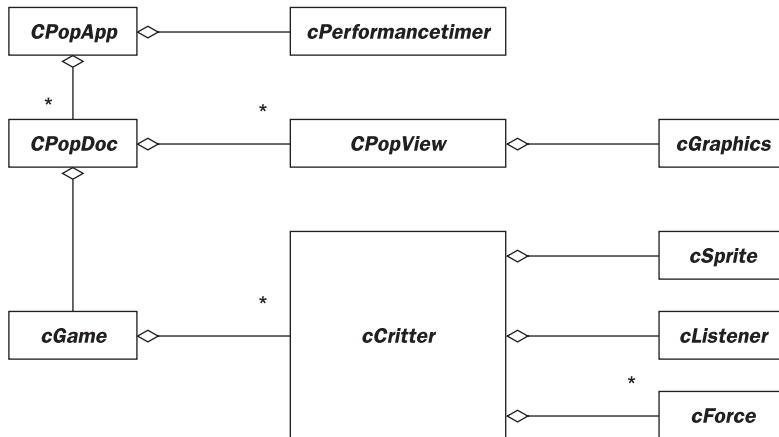 CPopApp
cPerformancetimer
*
*
CPopDoc
CPopView
cGraphics
cSprite
*
cGame
cCritter
cListener
*
cForce